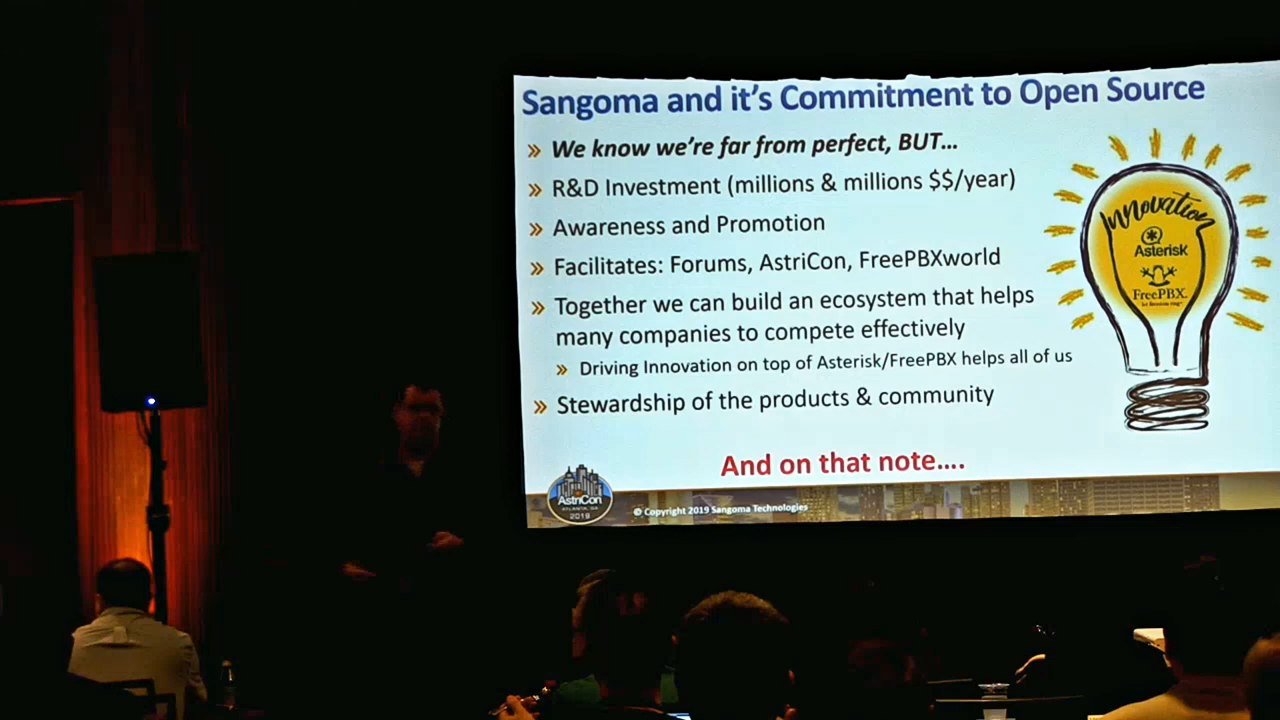 Sangoma and it's Commitment to Open Source
» We know we're far from perfect, BUT...
» R&D Investment (millions & millions $$/year)
» Awareness and Promotion
» Facilitates: Forums, AstriCon, FreePBXworld
» Together we can build an ecosystem that helps
many companies to compete effectively
» Driving Innovation on top of Asterisk/FreePBX helps all of us
» Stewardship of the products & community
And on that note....
Innovation
Asterisk
FreePBX
AstriCon
ATLANTA, GA
2019
© Copyright 2019 Sangoma Technologies